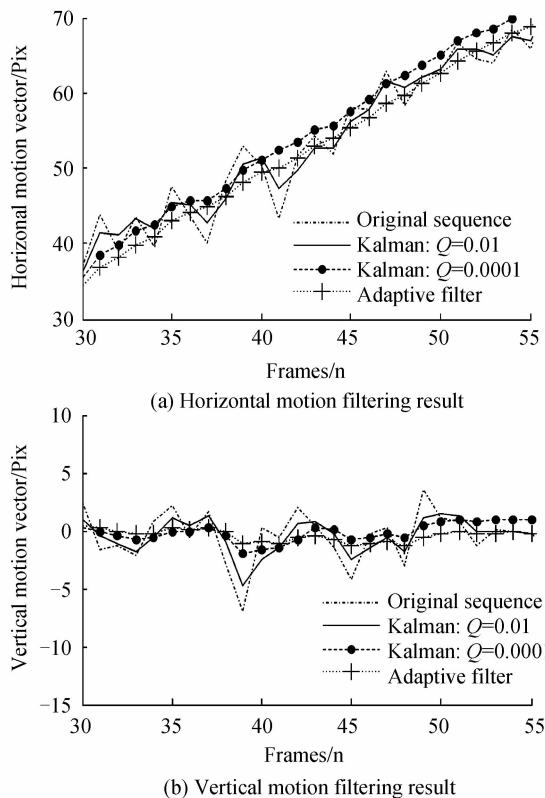 70
60
50
40
30
Horizonal motion vector/Pix
Original sequence
Kalman: Q=0.01
Kalman: Q=0.0001
Adaptive filter
30 35 40 45 50 55
Frames/n
(a) Horizontal motion filtering result
10
5
0
−5
−10
−15
Vertical motion vector/Pix
Original sequence
Kalman: Q=0.01
Kalman: Q=0.000
Adaptive filter
30 35 40 45 50 55
Frames/n
(b) Vertical motion filtering result